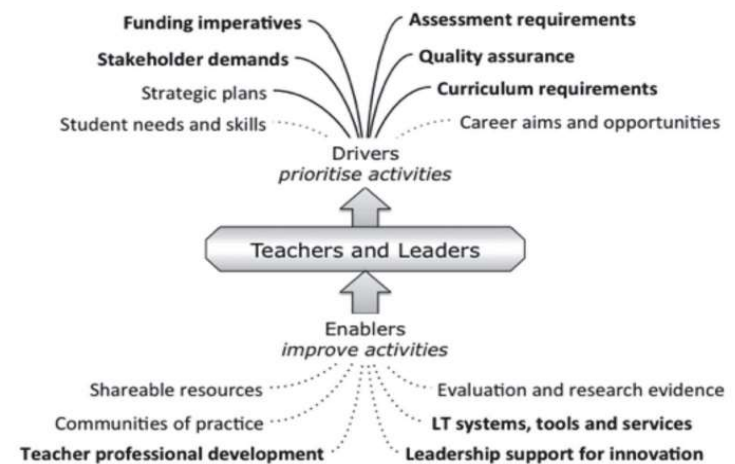 Funding imperatives
Assessment requirements
Stakeholder demands
Quality assurance
Strategic plans
Curriculum requirements
Student needs and skills
Career aims and opportunities
Drivers
prioritise activities
Teachers and Leaders
Enablers
improve activities
Shareable resources
Evaluation and research evidence
Communities of practice
LT systems, tools and services
Teacher professional development
Leadership support for innovation